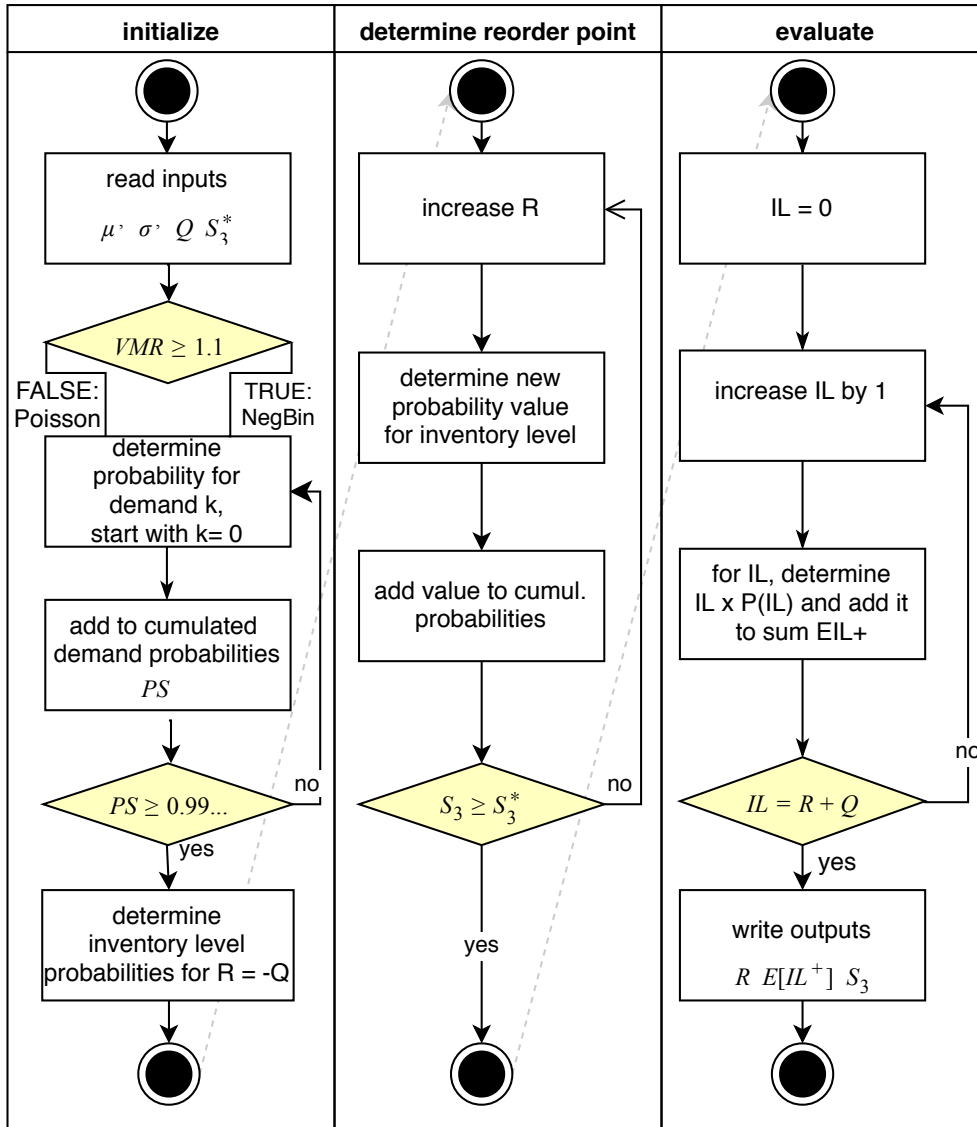 initialize
read inputs
μ, σ, Q S₃*
VMR ≥ 1.1
FALSE:
Poisson
TRUE:
NegBin
determine
probability for
demand k,
start with k= 0
add to cumulated
demand probabilities
PS
PS ≥ 0.99...
no
yes
determine
inventory level
probabilities for R = -Q
determine reorder point
increase R
determine new
probability value
for inventory level
add value to cumul.
probabilities
S₃ ≥ S₃*
no
yes
evaluate
IL = 0
increase IL by 1
for IL, determine
IL x P(IL) and add it
to sum EIL+
no
IL = R + Q
yes
write outputs
R E[IL⁺] S₃